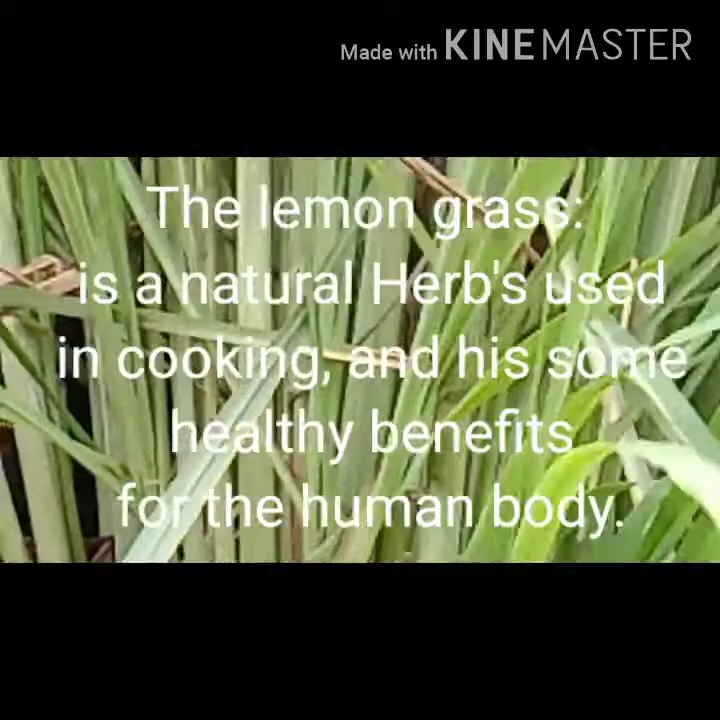 Made with KINEMASTER
The lemon grass:
is a natural Herb's used
in cooking, and his some
healthy benefits
for the human body.